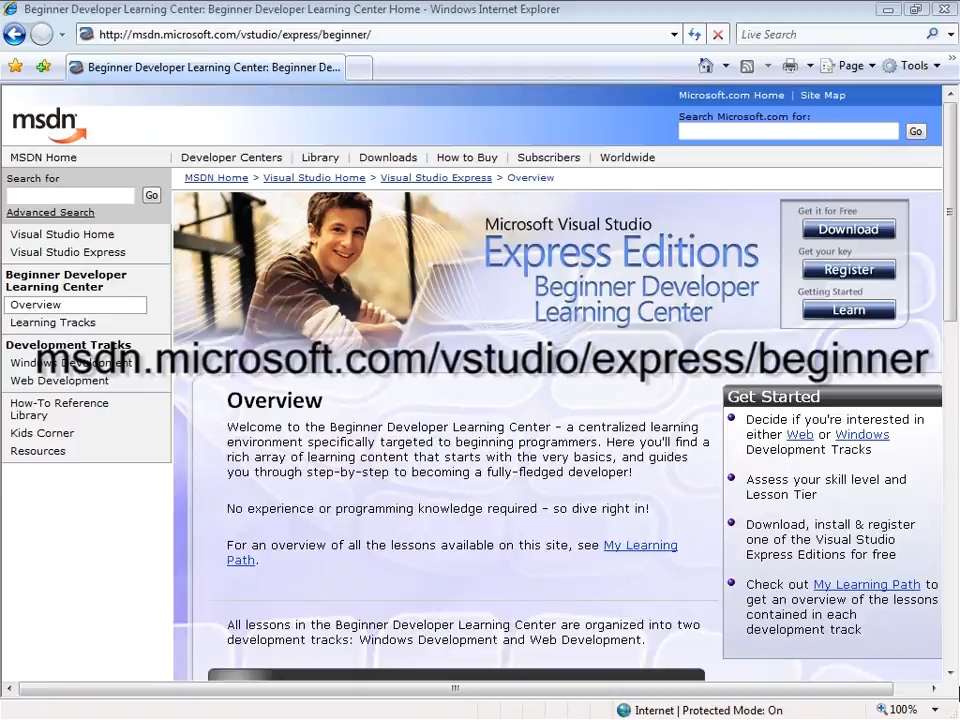 Beginner Developer Learning Center: Beginner Developer Learning Center Home - Windows Internet Explorer
http://msdn.microsoft.com/vstudio/express/beginner/
Live Search
Beginner Developer Learning Center: Beginner De...
Page
Tools
Microsoft.com Home | Site Map
msdn
Search Microsoft.com for:
Go
MSDN Home | Developer Centers | Library | Downloads | How to Buy | Subscribers | Worldwide
Search for
Go
Advanced Search
Visual Studio Home
Visual Studio Express
Beginner Developer
Learning Center
Overview
Learning Tracks
Development Tracks
Windows Development
Web Development
How-To Reference
Library
Kids Corner
Resources
MSDN Home > Visual Studio Home > Visual Studio Express > Overview
Microsoft Visual Studio
Express Editions
Beginner Developer
Learning Center
Get it for Free
Download
Get your key
Register
Getting Started
Learn
msdn.microsoft.com/vstudio/express/beginner
Overview
Welcome to the Beginner Developer Learning Center – a centralized learning
environment specifically targeted to beginning programmers. Here you'll find a
rich array of learning content that starts with the very basics, and guides
you through step-by-step to becoming a fully-fledged developer!
No experience or programming knowledge required – so dive right in!
For an overview of all the lessons available on this site, see My Learning
Path.
All lessons in the Beginner Developer Learning Center are organized into two
development tracks: Windows Development and Web Development.
Get Started
Decide if you're interested in
either Web or Windows
Development Tracks
Assess your skill level and
Lesson Tier
Download, install & register
one of the Visual Studio
Express Editions for free
Check out My Learning Path to
get an overview of the lessons
contained in each
development track
Internet | Protected Mode: On
100%